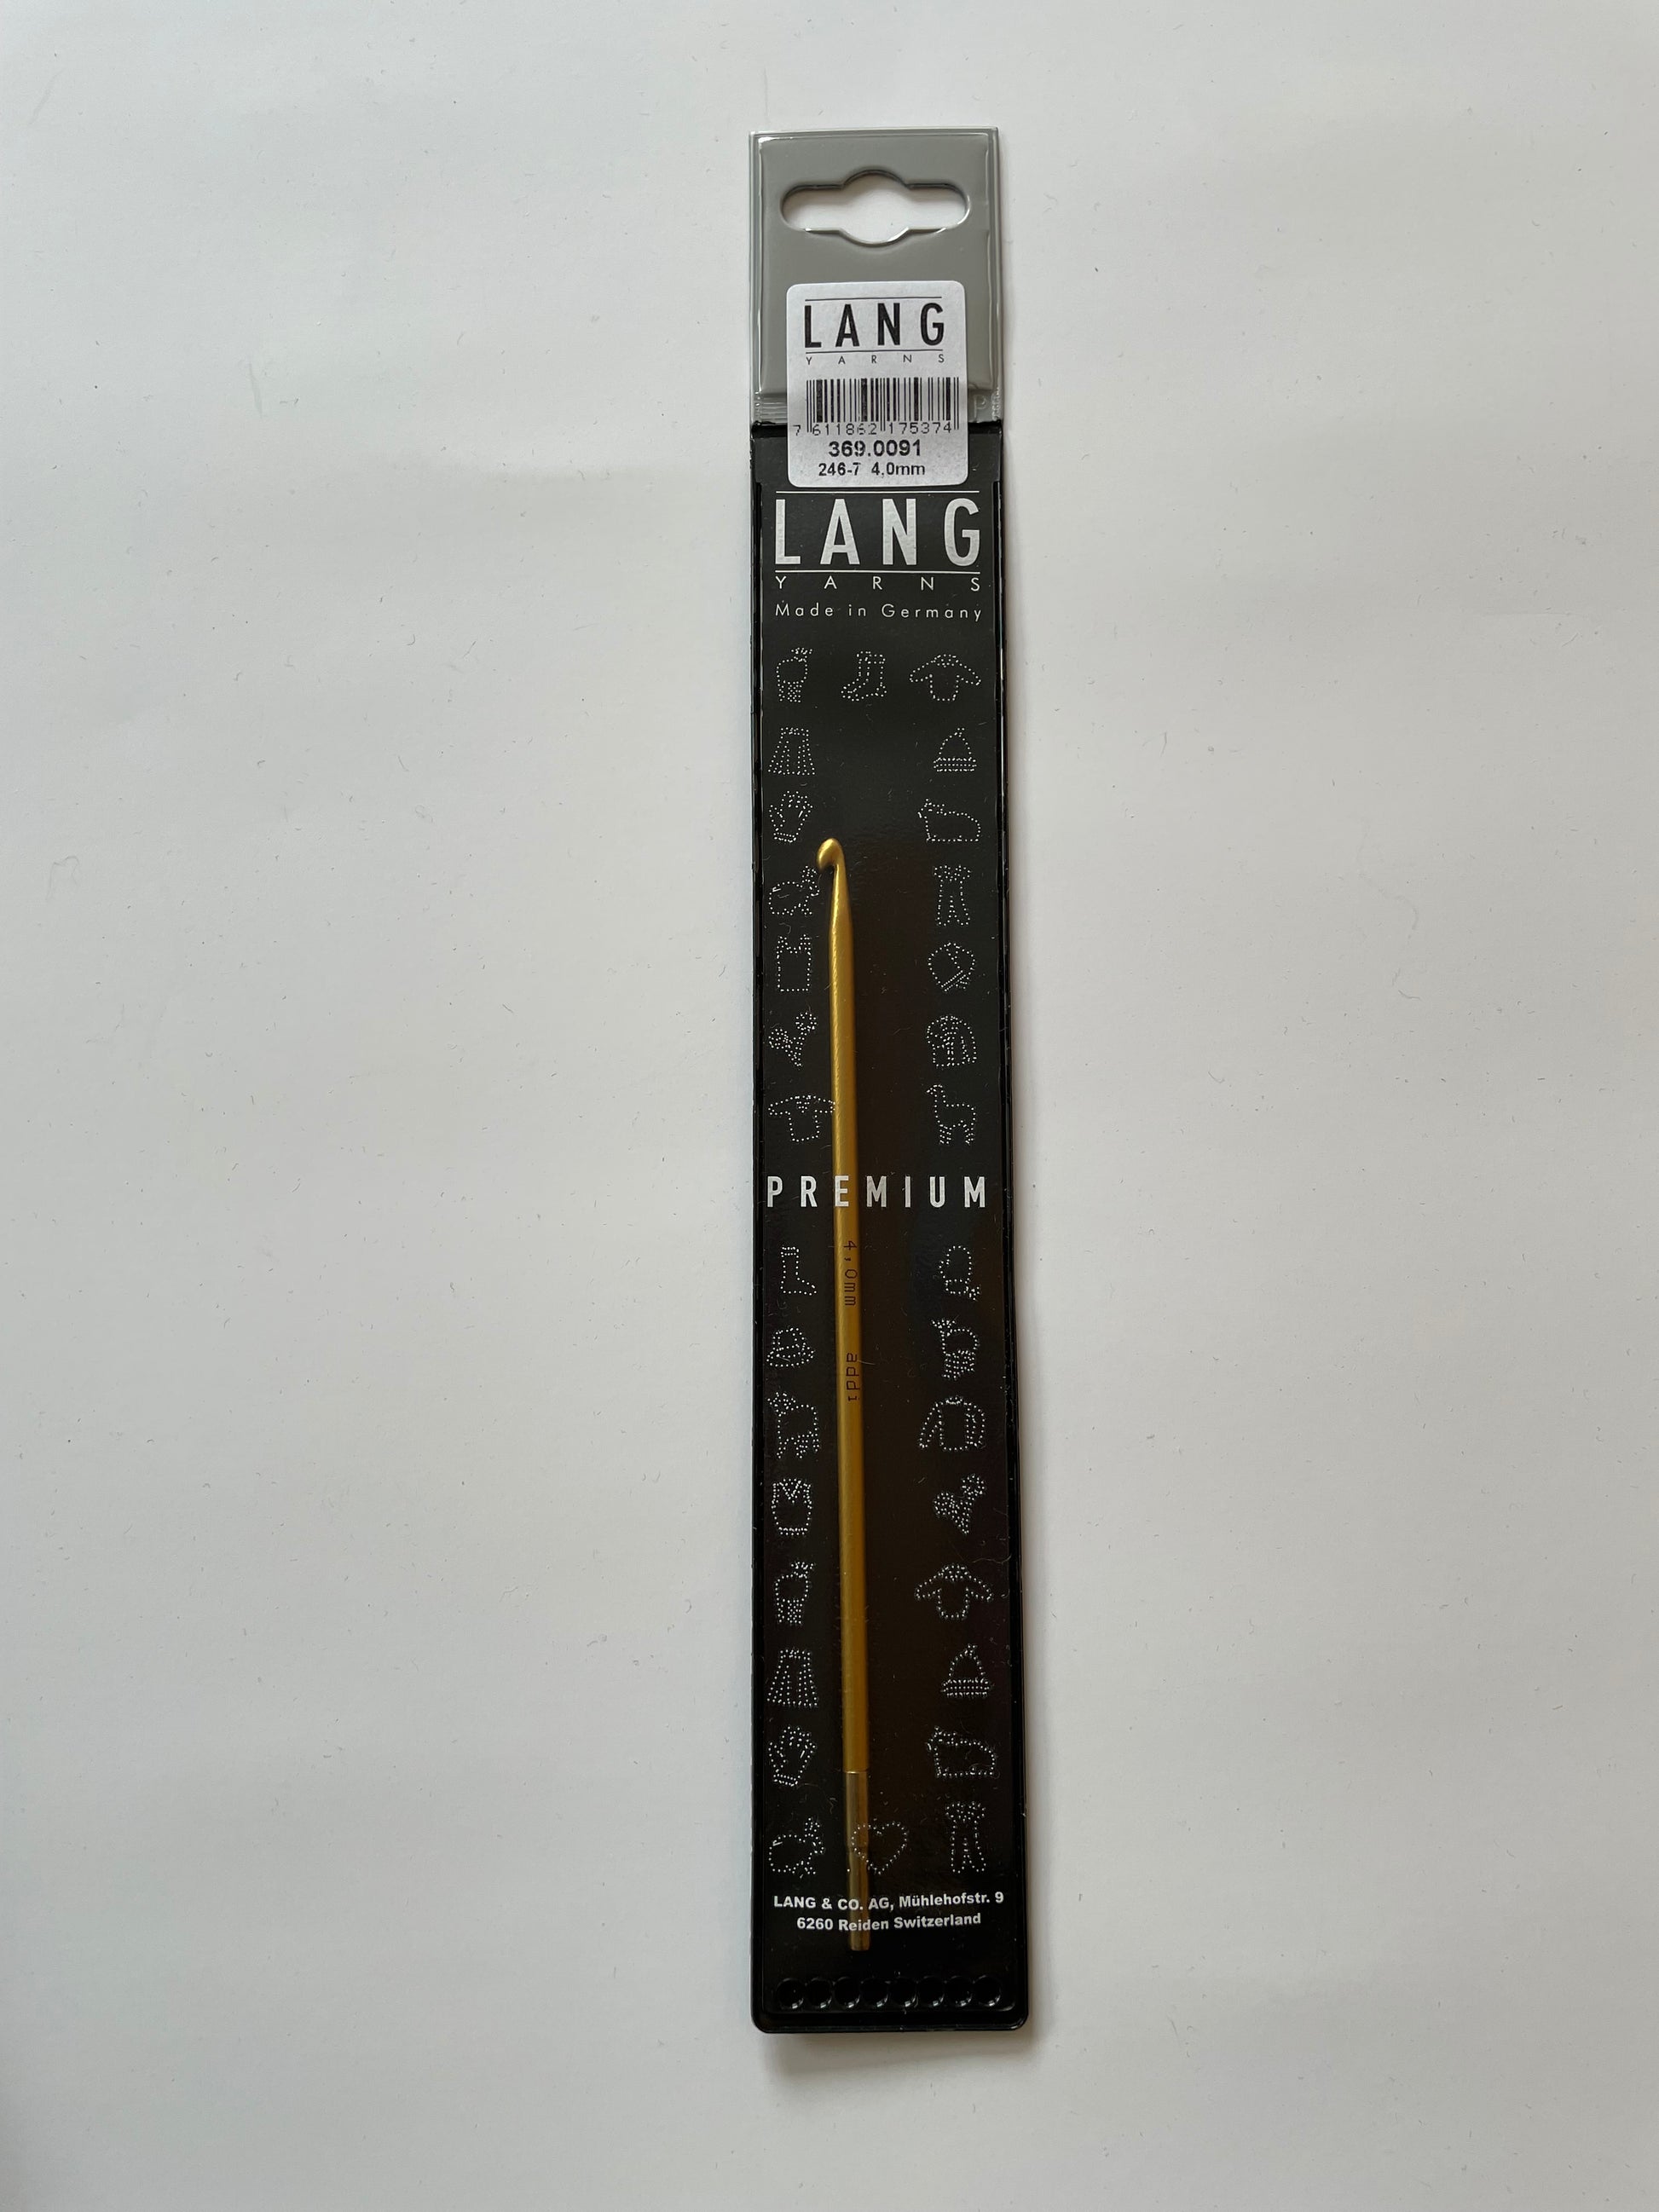 LANG
YARNS
7 611862 175374
369.0091
246-7 4,0mm
LANG
YARNS
Made in Germany
PREMIUM
4,0mm addi
LANG & CO. AG, Mühlehofstr. 9
6260 Reiden Switzerland